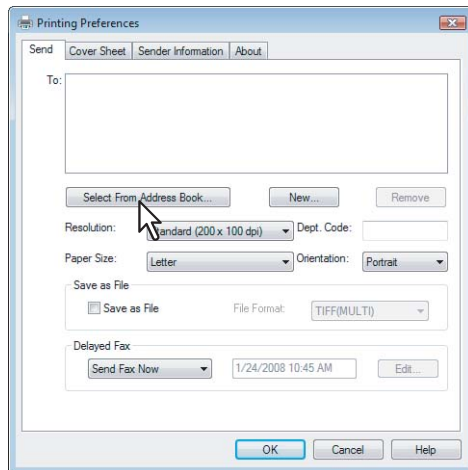 Printing Preferences
Send Cover Sheet Sender Information About
To:
Select From Address Book... New... Remove
Resolution: Standard (200 x 100 dpi) Dept. Code:
Paper Size: Letter Orientation: Portrait
Save as File
Save as File File Format: TIFF(MULTI)
Delayed Fax
Send Fax Now 1/24/2008 10:45 AM Edit...
OK Cancel Help